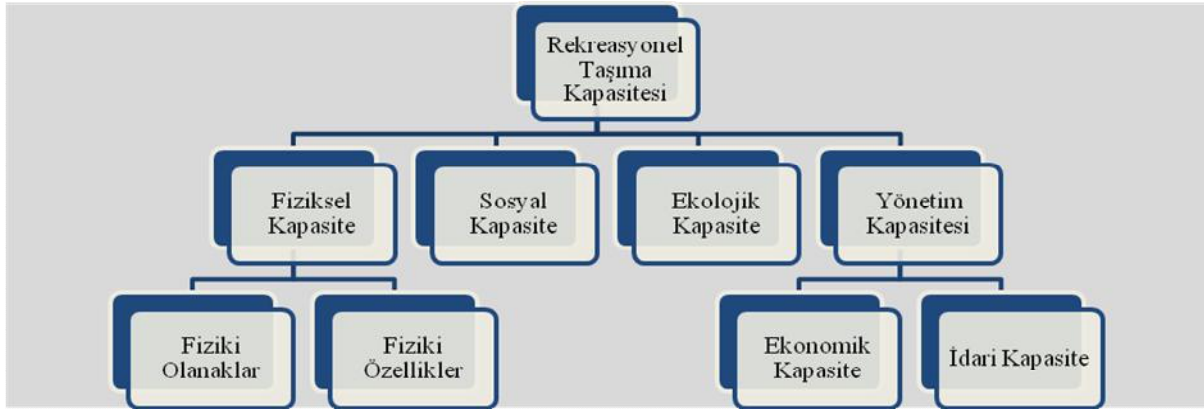 Rekreasyonel
Taşıma
Kapasitesi
Fiziksel
Kapasite
Sosyal
Kapasite
Ekolojik
Kapasite
Yönetim
Kapasitesi
Fiziki
Olanaklar
Fiziki
Özellikler
Ekonomik
Kapasite
İdari Kapasite